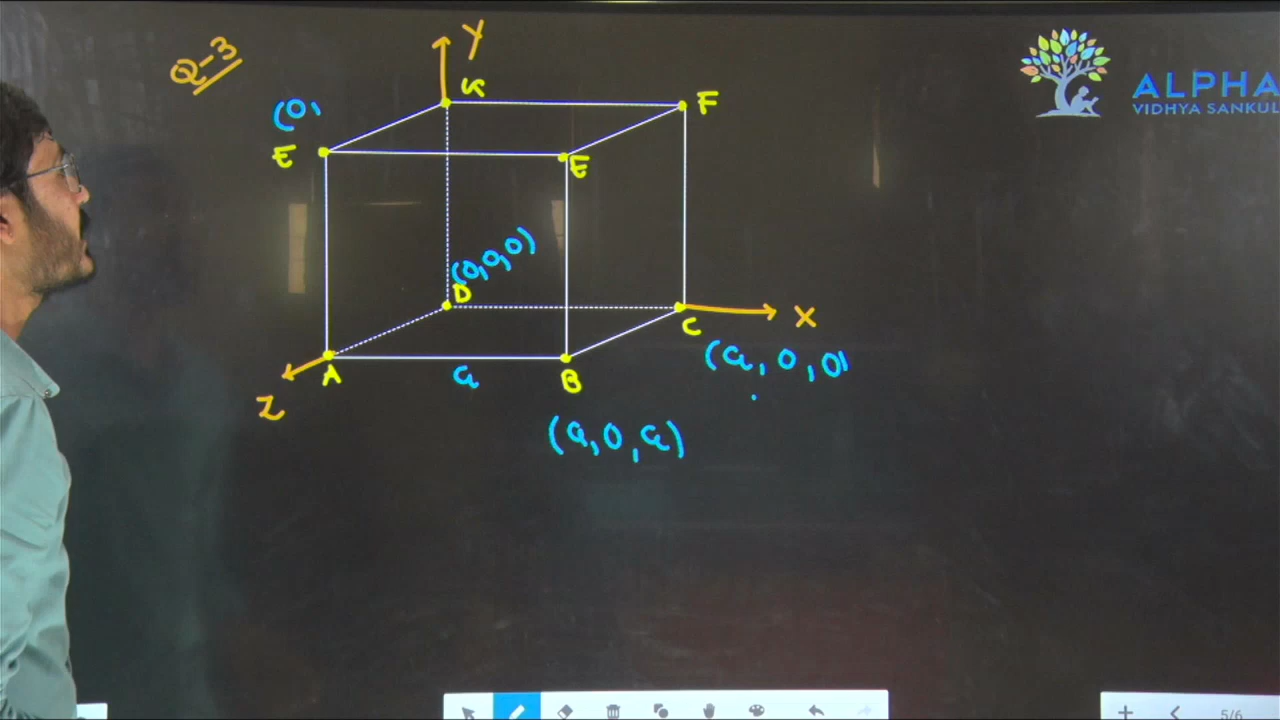 Q-3
Y
G
F
(0,
E
E
(0,0,0)
D
C
X
A
a
B
(a, 0, 0)
Z
(a, 0, a)
ALPHA
VIDHYA SANKUL
5/6